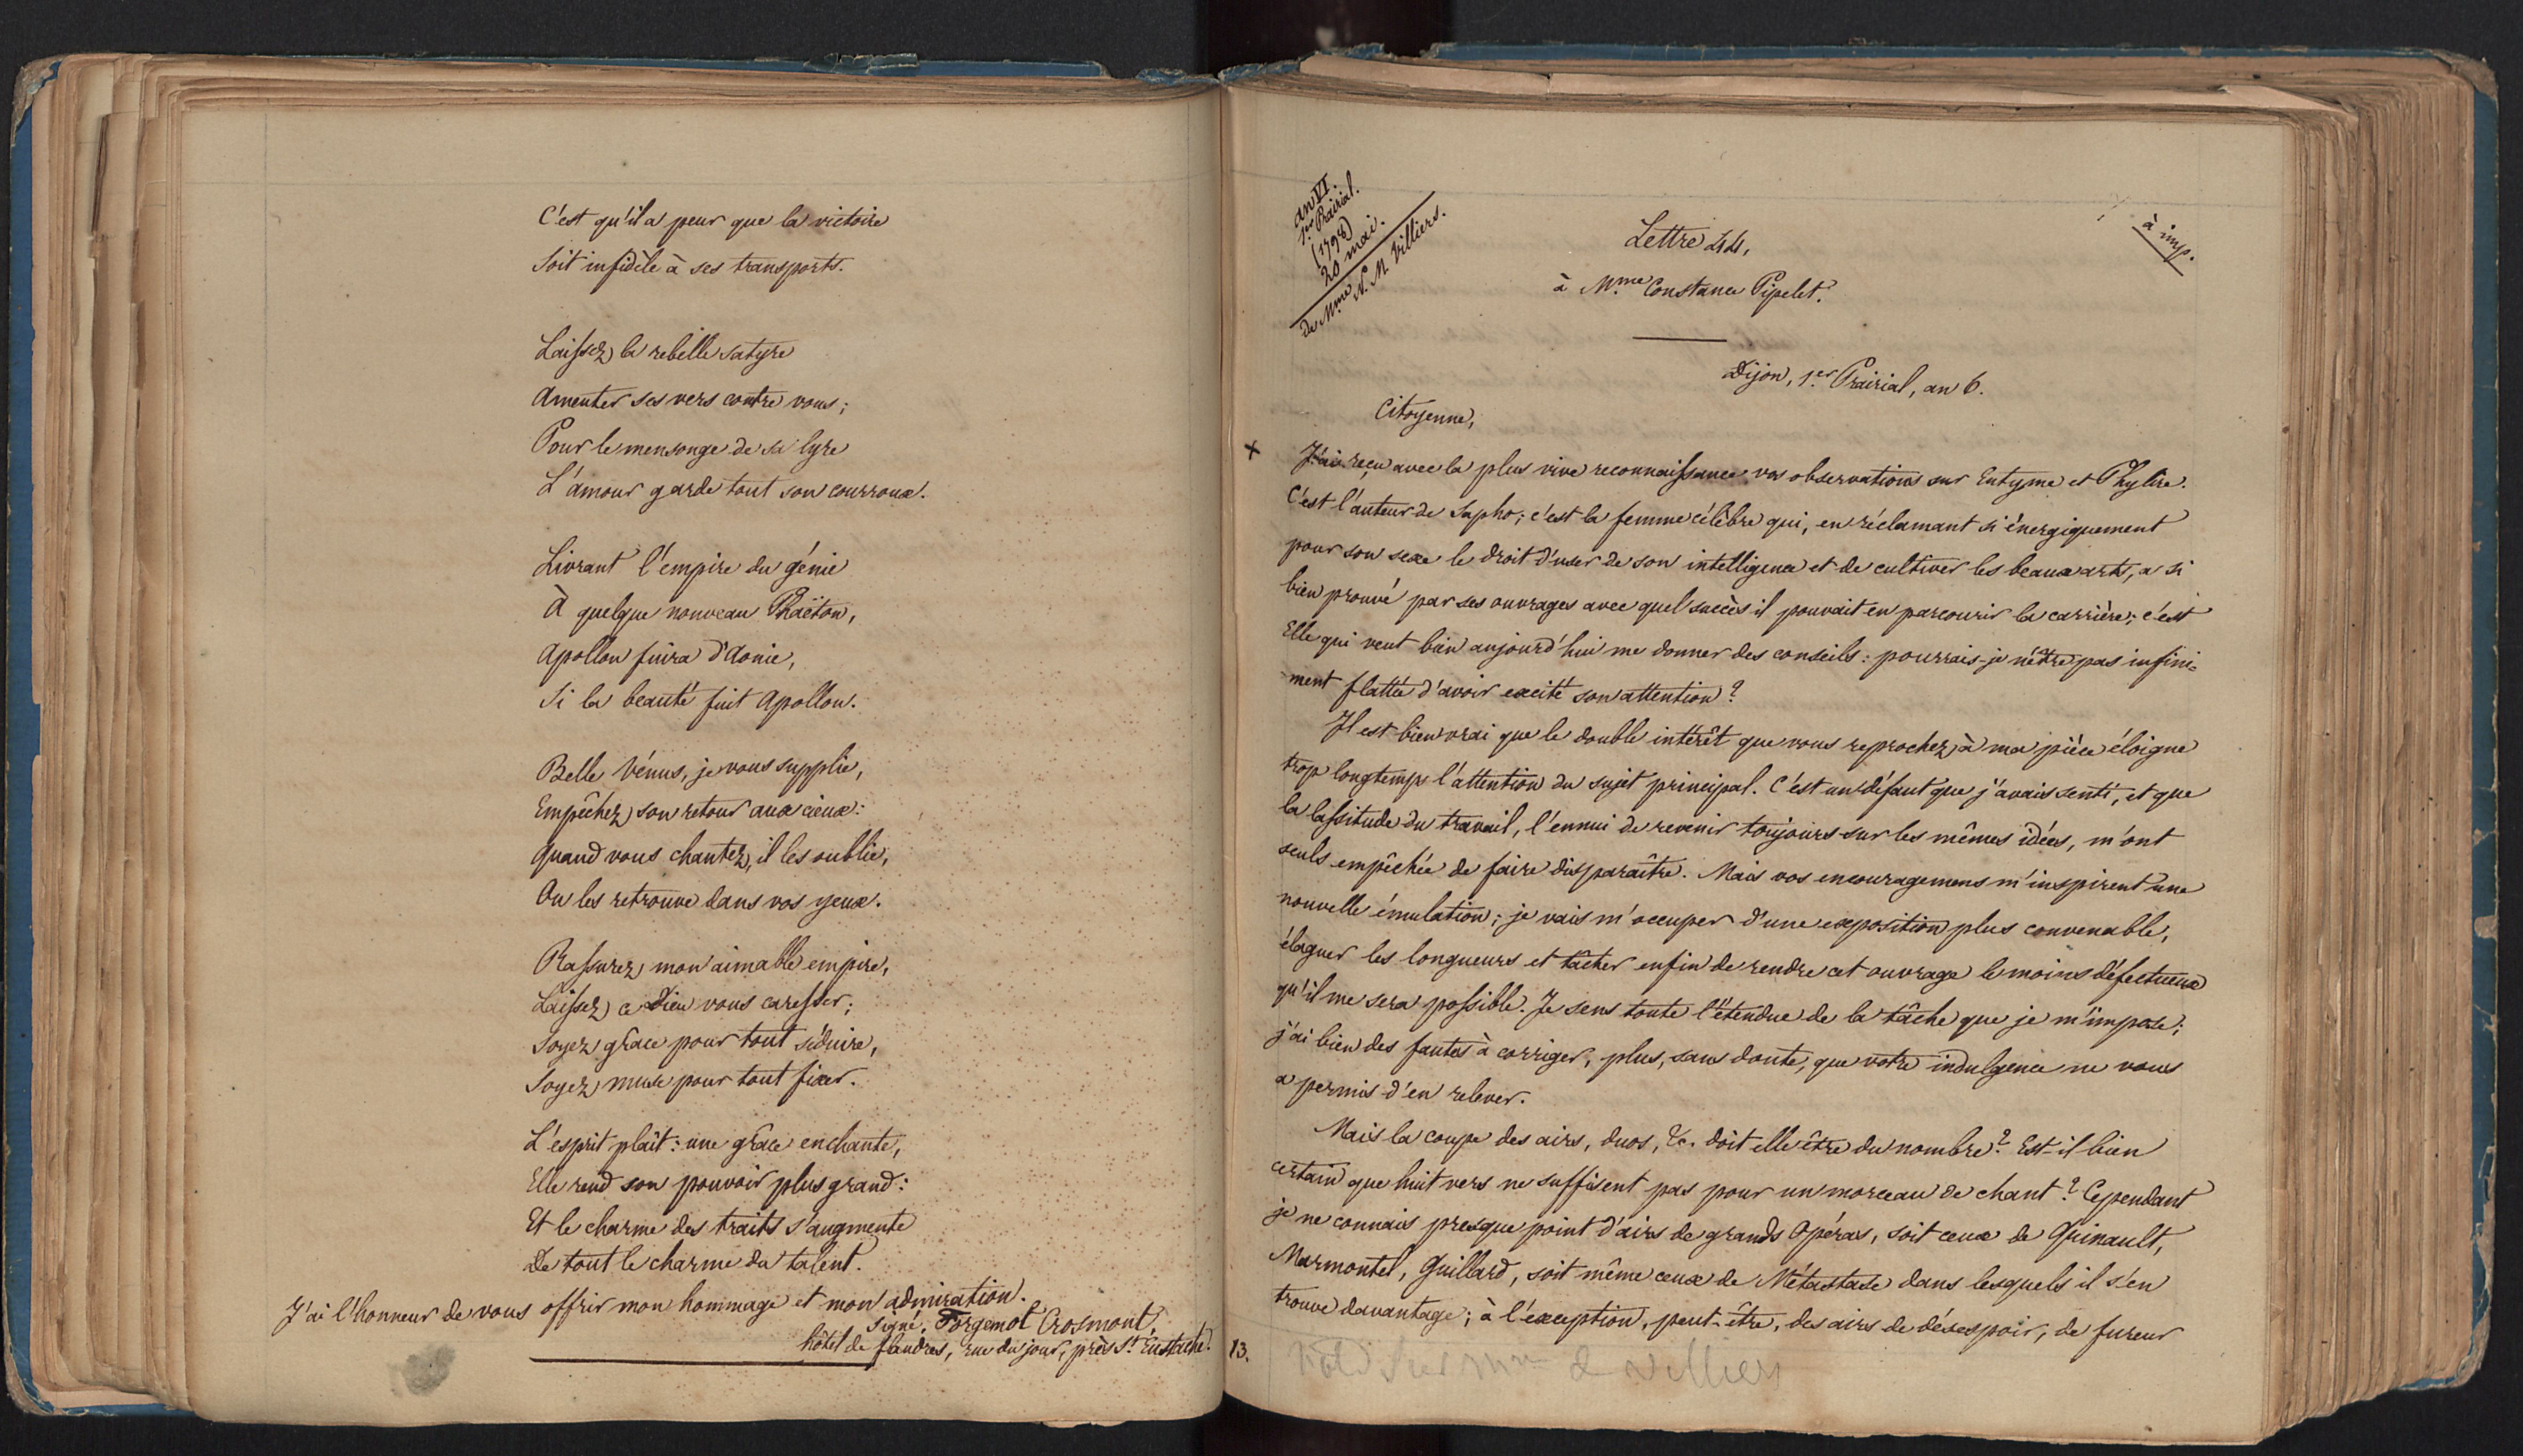 C'est qu'il a peur que la victoire
Soit infidèle à ses transports.
Laissez la rebelle satyre
Ameuter ses vers contre vous;
Pour le mensonge de sa lyre
L'amour garde tout son courroux.
Livrant l'empire du génie
À quelque nouveau Phaëton,
Apollon fuira d'Aonie,
Si la beauté fuit Apollon.
Belle Vénus, je vous supplie,
Empêchez son retour aux cieux:
Quand vous chantez, il les oublie,
On les retrouve dans vos yeux.
Rassurez mon aimable empire,
Laissez ce Dieu vous caresser;
Soyez grâce pour tout séduire,
Soyez muse pour tout fixer.
L'esprit plaît: une grâce enchante,
Elle rend son pouvoir plus grand:
Et le charme des traits s'augmente
De tout le charme du talent.
J'ai l'honneur de vous offrir mon hommage et mon admiration.
Signé, Forgemol Crosmont,
hôtel de flandres, rue du jour, près St. Eustache.
an VI.
1er Prairial.
(1798)
20 mai.
de Mme N. M. Villiers.
à imp.
Lettre 44,
à Mme Constance Pipelet.
Dijon, 1er Prairial, an 6.
Citoyenne,
x J'ai reçu avec la plus vive reconnaissance vos observations sur Eutyme et Phylire.
C'est l'auteur de Sapho; c'est la femme célèbre qui, en réclamant si énergiquement
pour son sexe le droit d'user de son intelligence et de cultiver les beaux arts, a si
bien prouvé par ses ouvrages avec quel succès il pouvait en parcourir la carrière; c'est
Elle qui veut bien aujourd'hui me donner des conseils: pourrais-je n'être pas infini=
ment flattée d'avoir excité son attention?
Il est bien vrai que le double intérêt que vous reprochez à ma pièce éloigne
trop longtemps l'attention du sujet principal. C'est un défaut que j'avais senti, et que
la lassitude du travail, l'ennui de revenir toujours sur les mêmes idées, m'ont
seuls empêchée de faire disparaître. Mais vos encouragemens m'inspirent une
nouvelle émulation; je vais m'occuper d'une exposition plus convenable,
élaguer les longueurs et tâcher enfin de rendre cet ouvrage le moins défectueux
qu'il me sera possible. Je sens toute l'étendue de la tâche que je m'impose;
j'ai bien des fautes à corriger, plus, sans doute, que votre indulgence ne vous
a permis d'en relever.
Mais la coupe des airs, duos, &c. doit elle être du nombre? Est-il bien
certain que huit vers ne suffisent pas pour un morceau de chant? Cependant
je ne connais presque point d'airs de grands Opéras, soit ceux de Quinault,
Marmontel, Guillard, soit même ceux de Métastase dans lesquels il s'en
trouve davantage; à l'exception, peut-être, des airs de désespoir, de fureur
13.